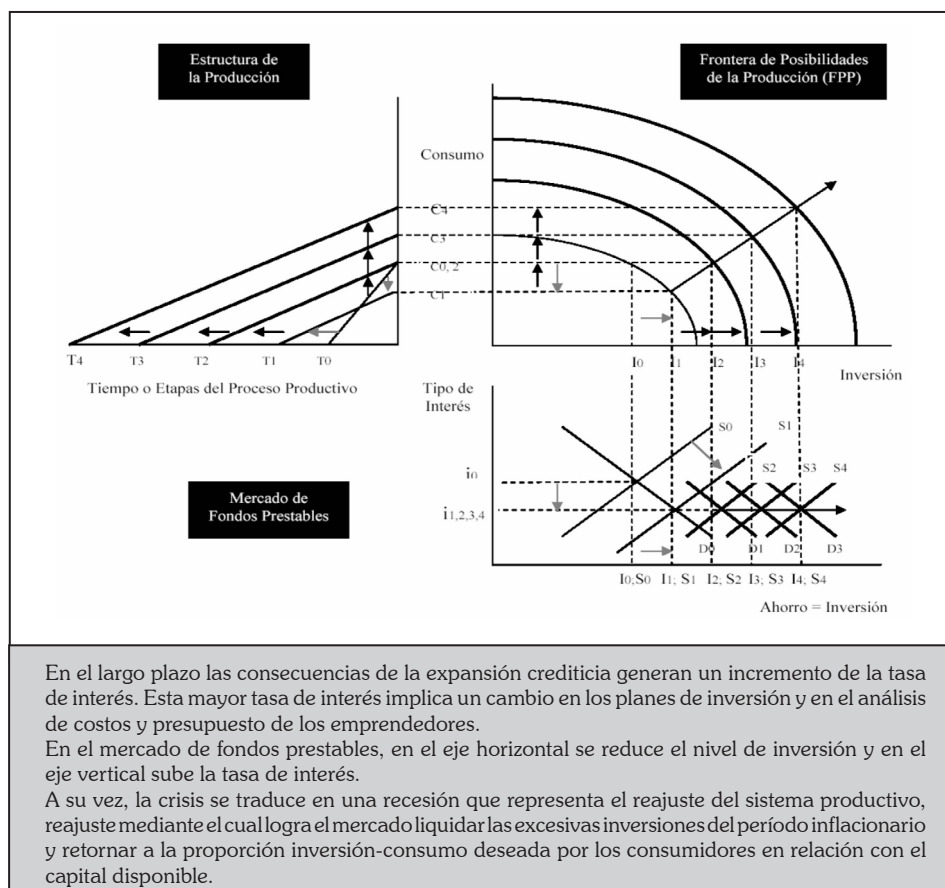 Estructura de
la Producción
Frontera de Posibilidades
de la Producción (FPP)
Consumo
C4
C3
C0, 2
C1
T4 T3 T2 T1 T0
I0 I1 I2 I3 I4
Inversión
Tiempo o Etapas del Proceso Productivo
Tipo de
Interés
S0 S1
S2 S3 S4
i0
Mercado de
Fondos Prestables
i1,2,3,4
D0 D1 D2 D3
I0;S0 I1; S1 I2; S2 I3; S3 I4; S4
Ahorro = Inversión
En el largo plazo las consecuencias de la expansión crediticia generan un incremento de la tasa
de interés. Esta mayor tasa de interés implica un cambio en los planes de inversión y en el análisis
de costos y presupuesto de los emprendedores.
En el mercado de fondos prestables, en el eje horizontal se reduce el nivel de inversión y en el
eje vertical sube la tasa de interés.
A su vez, la crisis se traduce en una recesión que representa el reajuste del sistema productivo,
reajuste mediante el cual logra el mercado liquidar las excesivas inversiones del período inflacionario
y retornar a la proporción inversión-consumo deseada por los consumidores en relación con el
capital disponible.